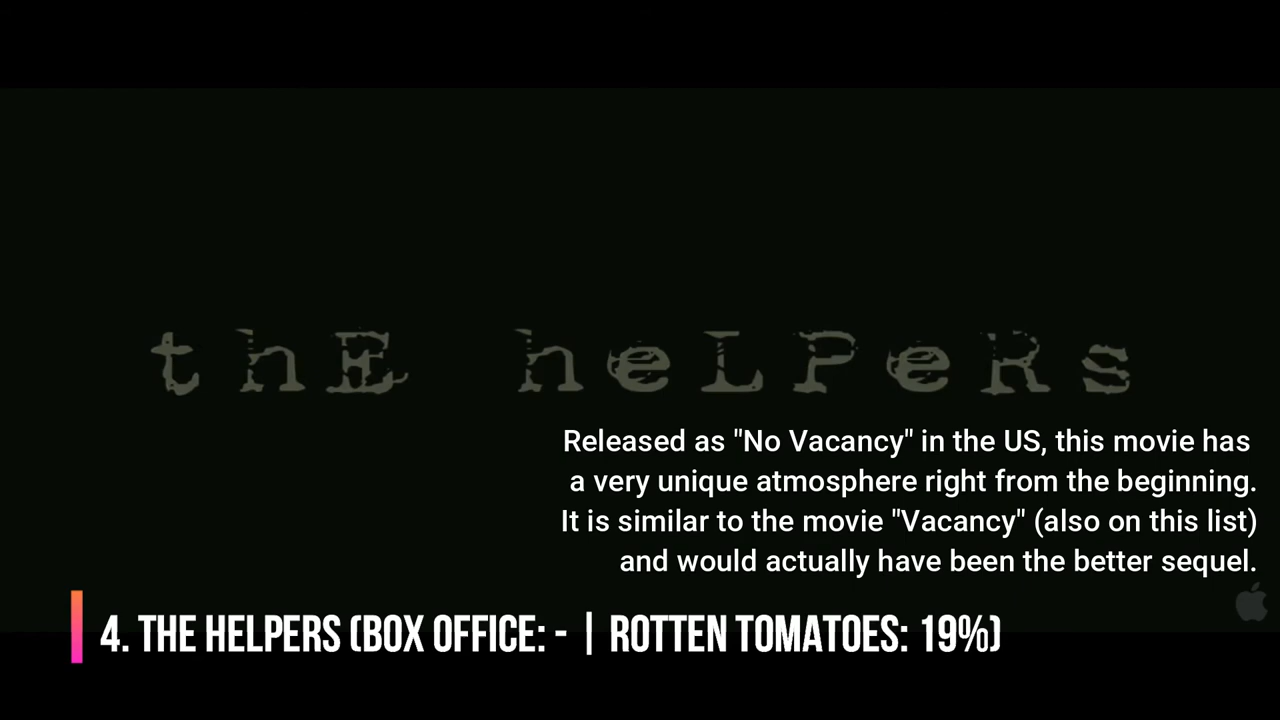 thE heLPeRs
Released as "No Vacancy" in the US, this movie has
a very unique atmosphere right from the beginning.
It is similar to the movie "Vacancy" (also on this list)
and would actually have been the better sequel.
4. THE HELPERS (BOX OFFICE: - | ROTTEN TOMATOES: 19%)